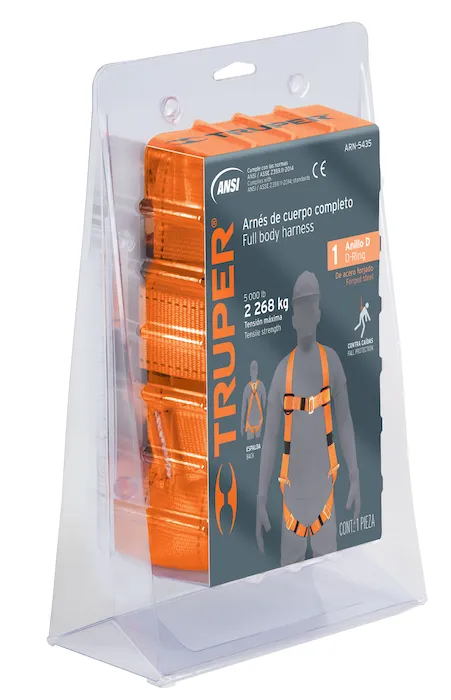 TRUPER
ARN-5435
ANSI
Cumple con las normas
ANSI / ASSE Z359.11-2014
Complies with
ANSI / ASSE Z359.11-2014; standards
CE
Arnés de cuerpo completo
Full body harness
1 Anillo D
D-Ring
De acero forjado
Forged steel
5 000 lb
2 268 kg
Tensión máxima
Tensile strength
CONTRA CAÍDAS
FALL PROTECTION
ESPALDA
BACK
TRUPER®
CONT.: 1 PIEZA